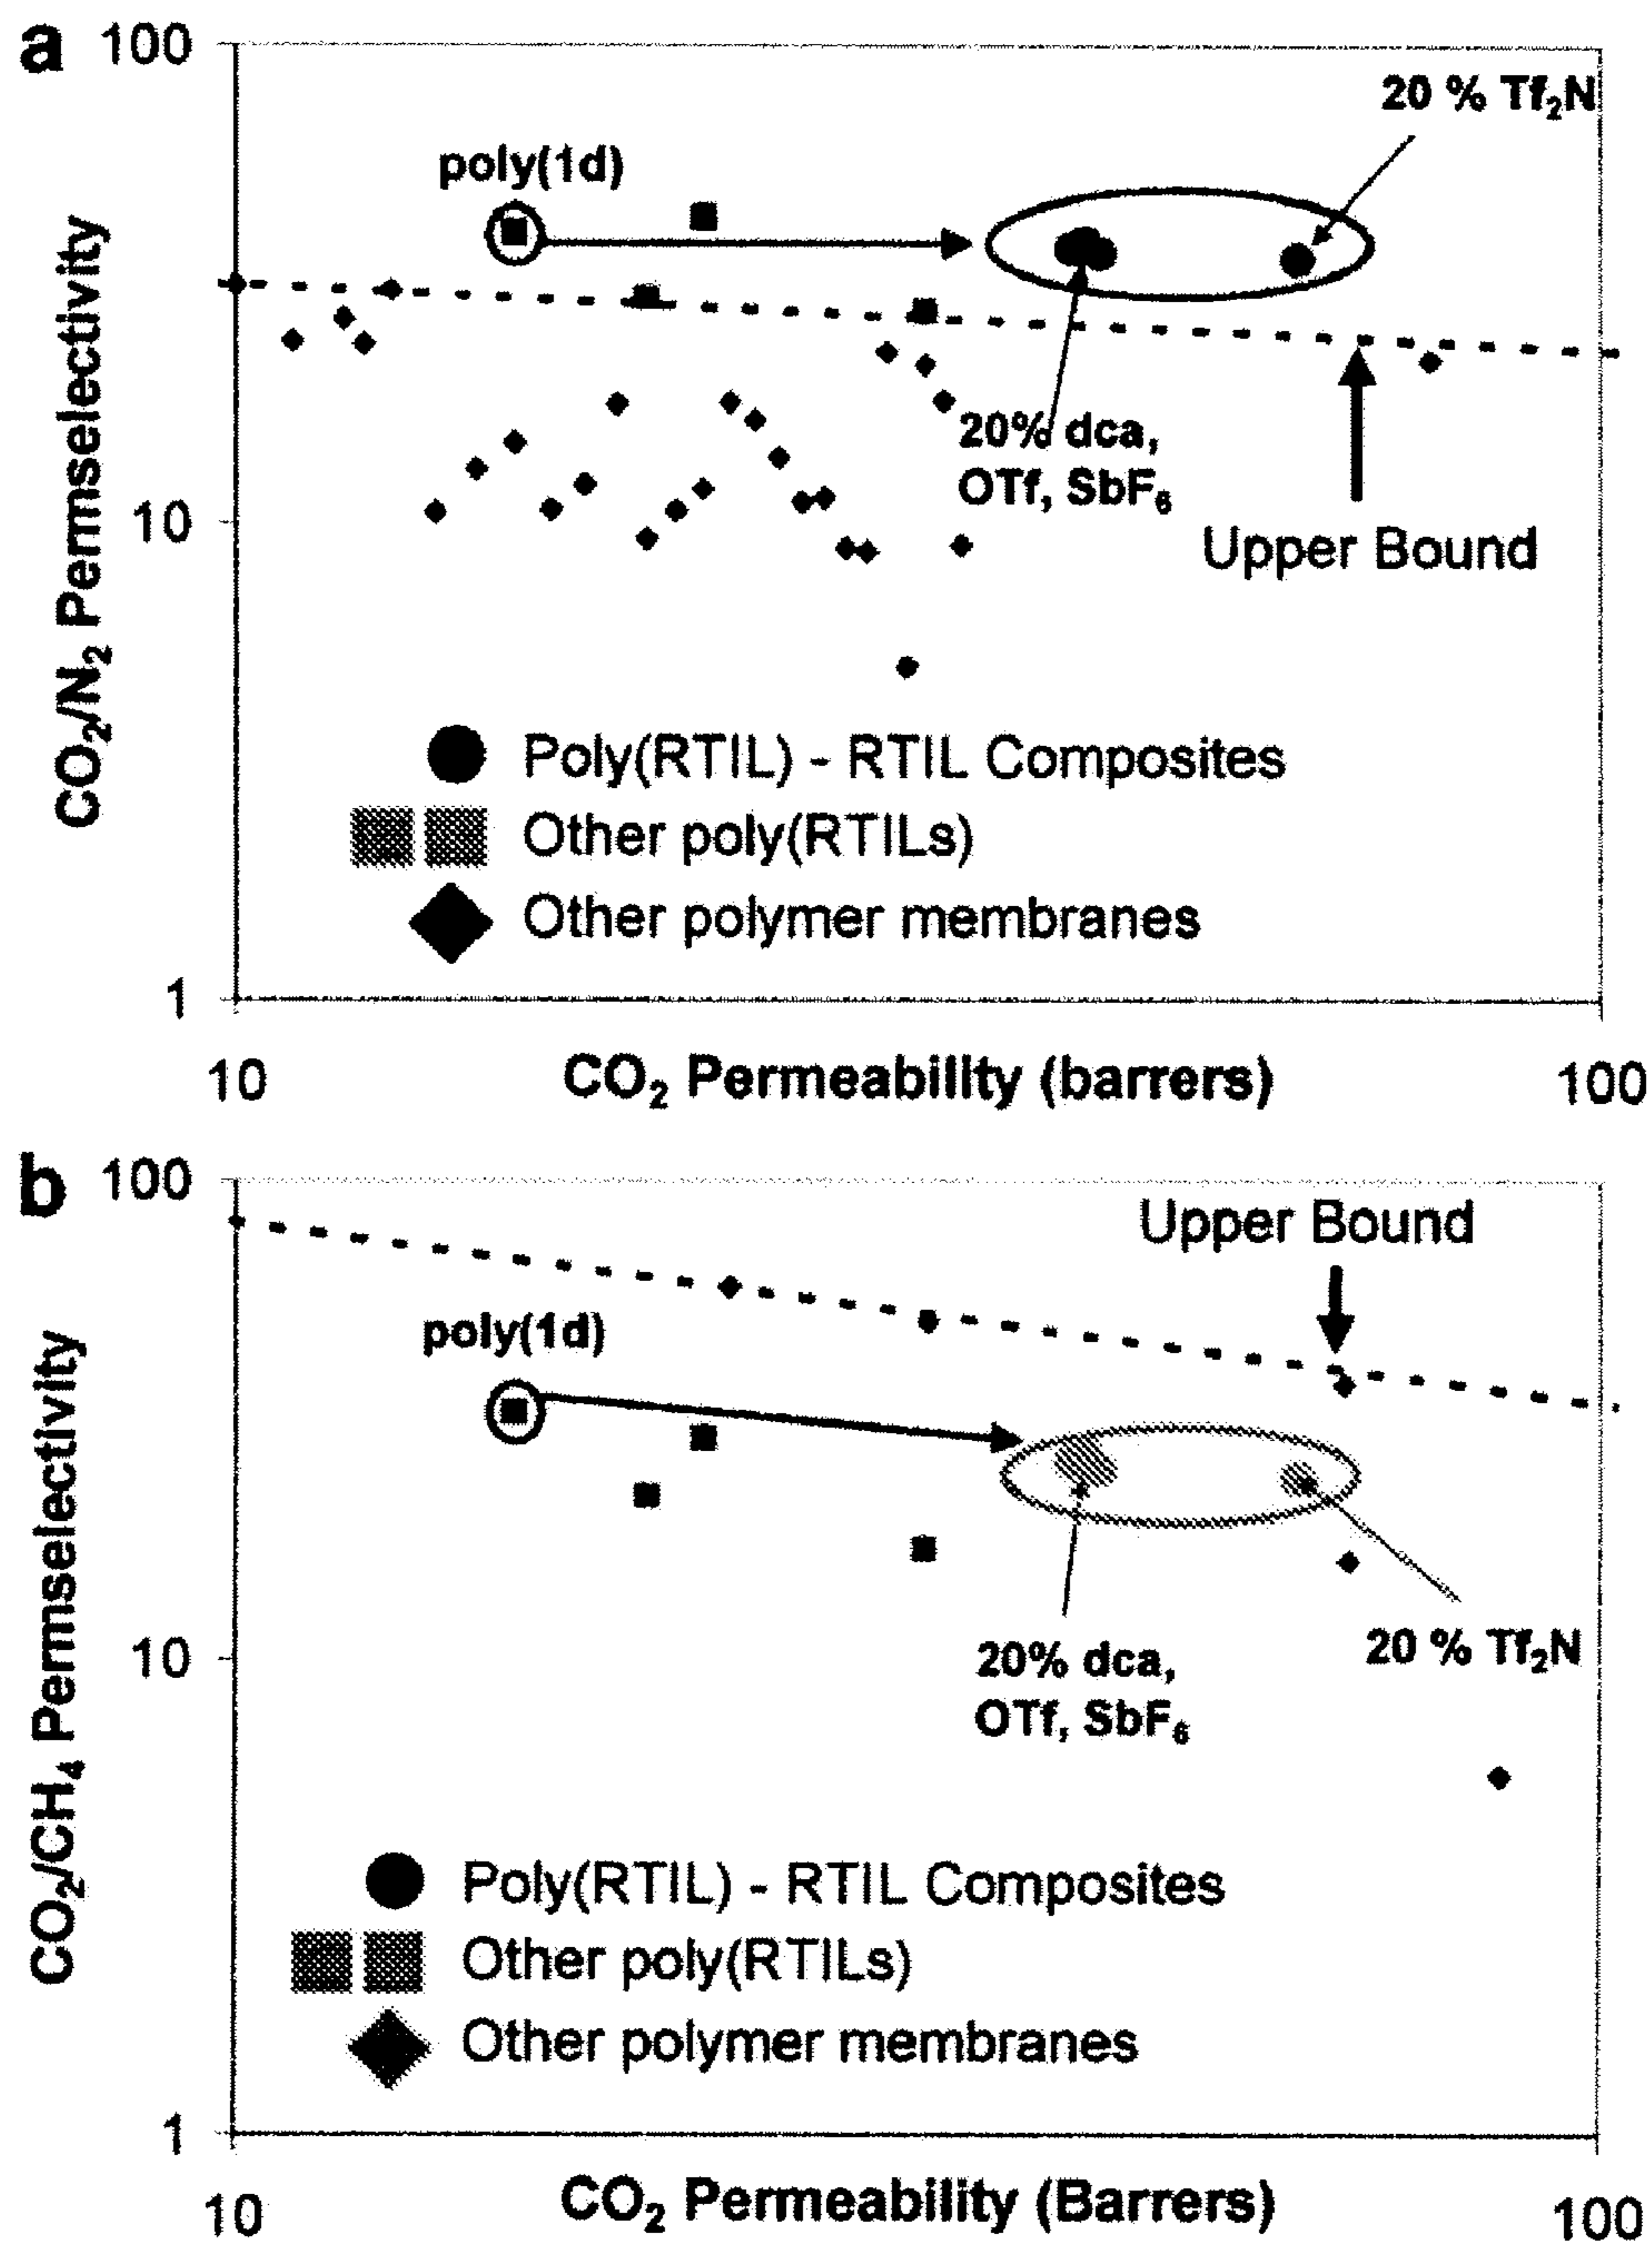 a
100
20 % Tf₂N
poly(1d)
CO₂/N₂ Permselectivity
20% dca,
OTf, SbF₆
10
Upper Bound
Poly(RTIL) - RTIL Composites
Other poly(RTILs)
Other polymer membranes
1
10
CO₂ Permeability (barrers)
100
b
100
Upper Bound
poly(1d)
CO₂/CH₄ Permselectivity
10
20% dca,
OTf, SbF₆
20 % Tf₂N
Poly(RTIL) - RTIL Composites
Other poly(RTILs)
Other polymer membranes
1
10
CO₂ Permeability (Barrers)
100